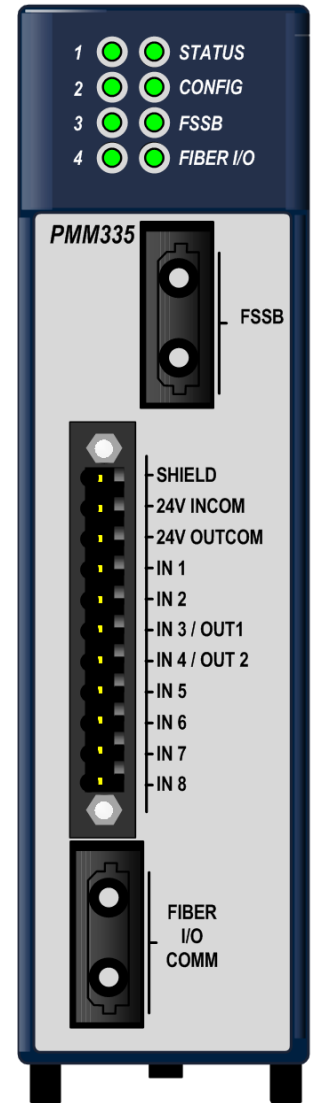 1 STATUS
2 CONFIG
3 FSSB
4 FIBER I/O
PMM335
FSSB
SHIELD
24V INCOM
24V OUTCOM
IN 1
IN 2
IN 3 / OUT1
IN 4 / OUT 2
IN 5
IN 6
IN 7
IN 8
FIBER
I/O
COMM